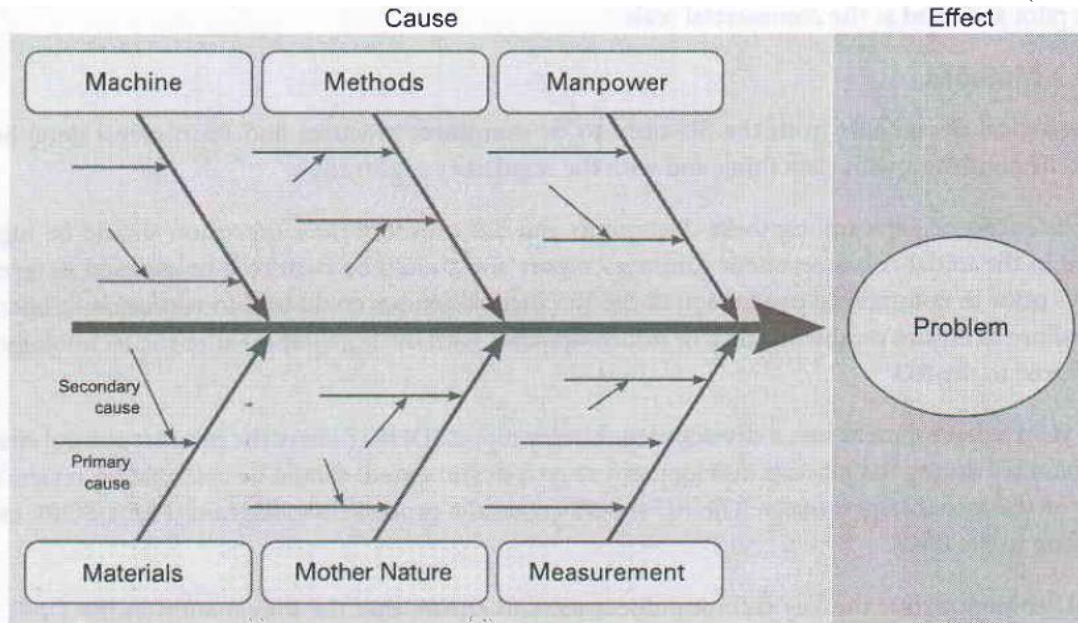 Cause
Effect
Machine
Methods
Manpower
Problem
Secondary
cause
Primary
cause
Materials
Mother Nature
Measurement